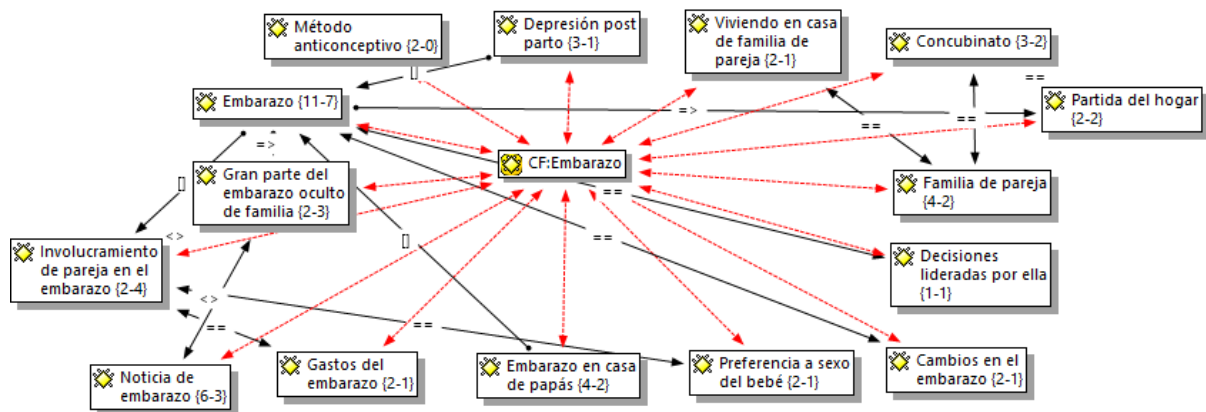 Método
anticonceptivo {2-0}
Depresión post
parto {3-1}
Viviendo en casa
de familia de
pareja {2-1}
Concubinato {3-2}
[]
==
Embarazo {11-7}
=>
Partida del hogar
{2-2}
==
==
=>
CF:Embarazo
Gran parte del
embarazo oculto
de familia {2-3}
[]
==
Familia de pareja
{4-2}
<>
[]
==
Involucramiento
de pareja en el
embarazo {2-4}
Decisiones
lideradas por ella
{1-1}
<>
==
==
Noticia de
embarazo {6-3}
Gastos del
embarazo {2-1}
Embarazo en casa
de papás {4-2}
Preferencia a sexo
del bebé {2-1}
Cambios en el
embarazo {2-1}